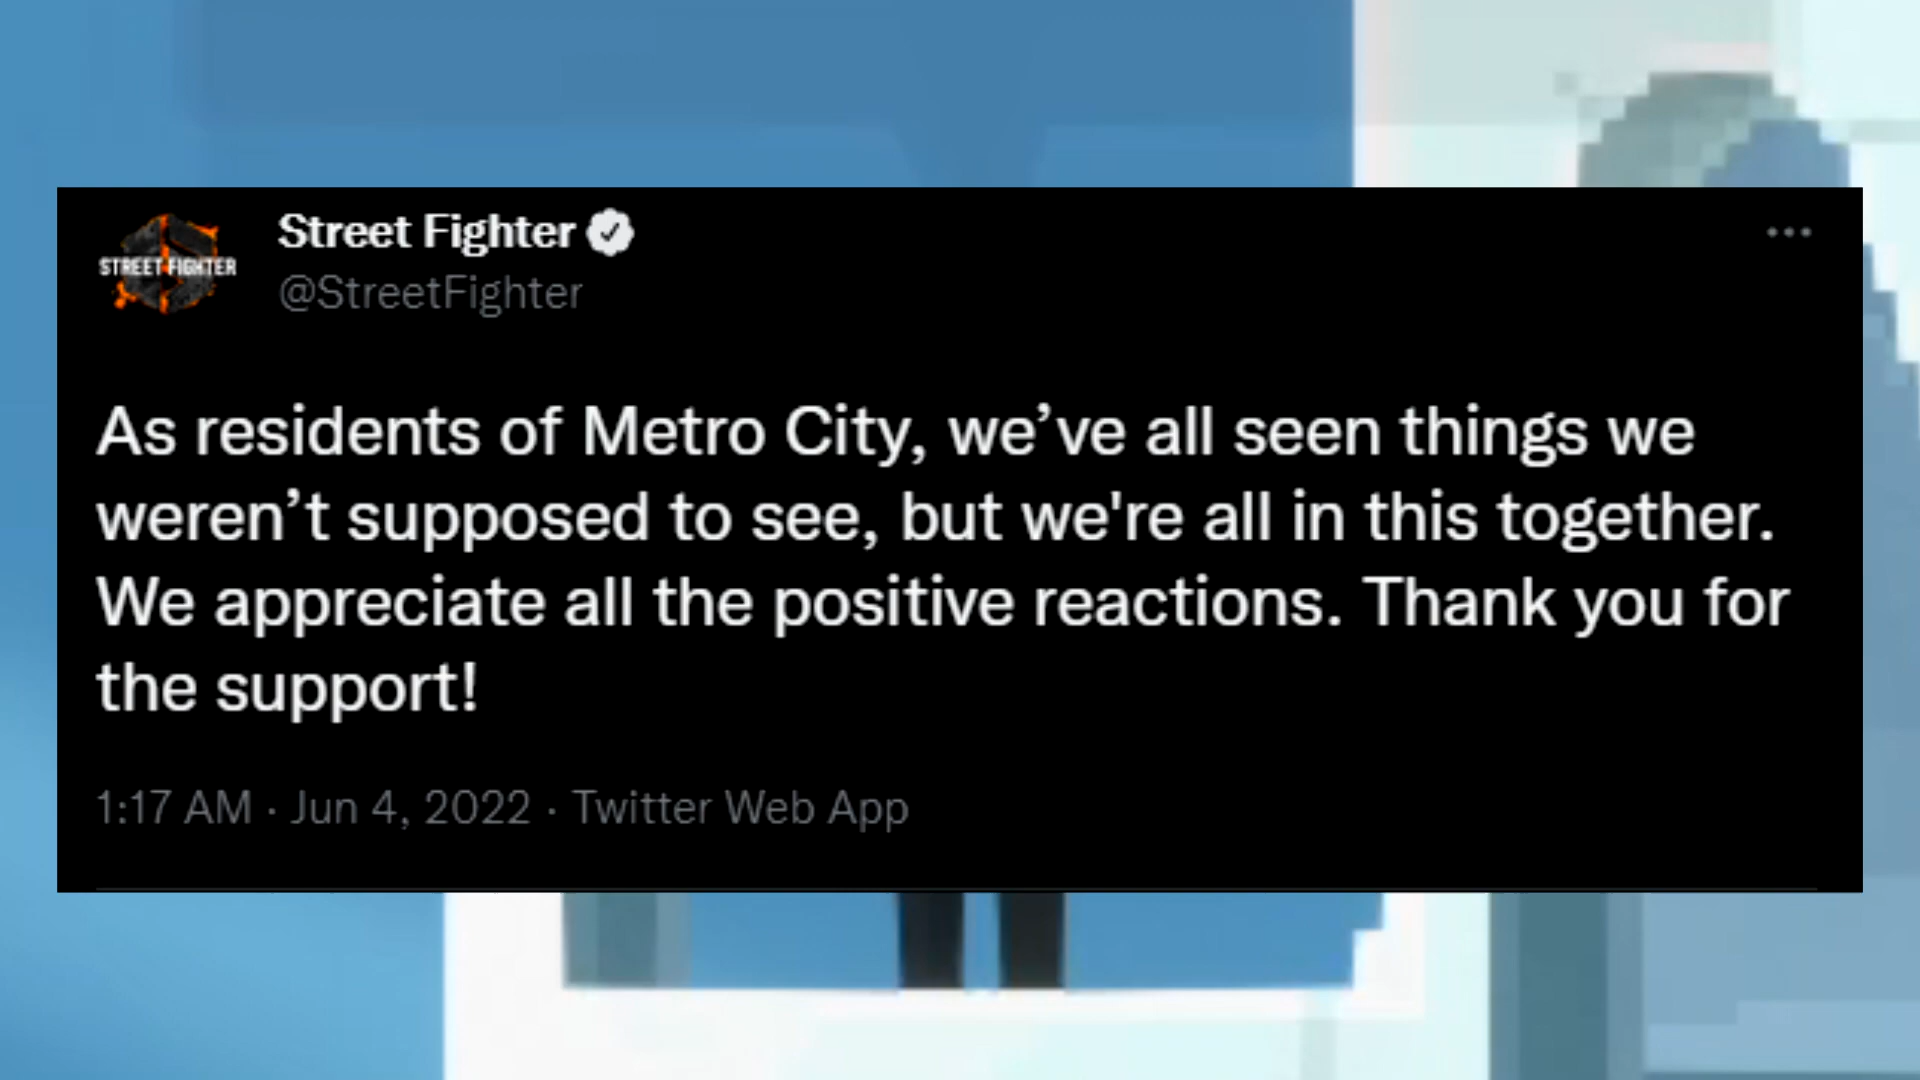 STREET FIGHTER
Street Fighter
@StreetFighter
As residents of Metro City, we’ve all seen things we
weren’t supposed to see, but we're all in this together.
We appreciate all the positive reactions. Thank you for
the support!
1:17 AM · Jun 4, 2022 · Twitter Web App